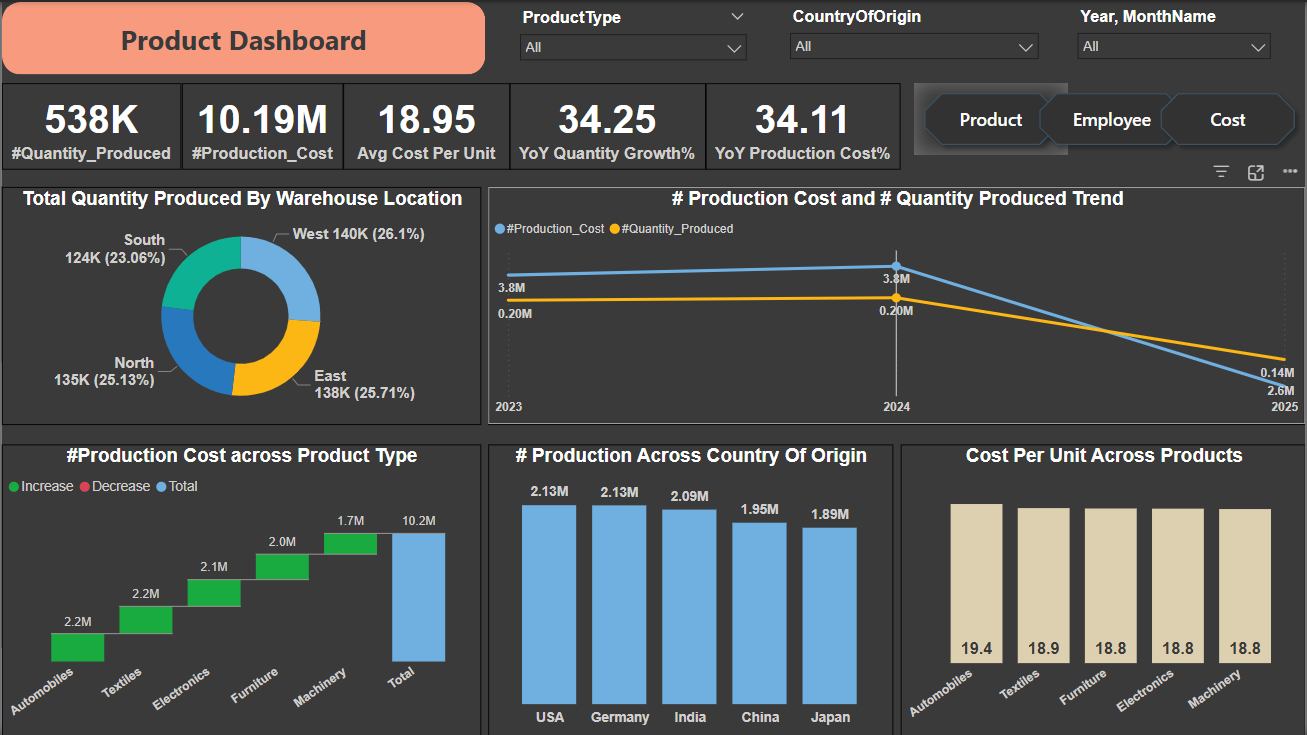 Product Dashboard
ProductType
All
CountryOfOrigin
All
Year, MonthName
All
538K
#Quantity_Produced
10.19M
#Production_Cost
18.95
Avg Cost Per Unit
34.25
YoY Quantity Growth%
34.11
YoY Production Cost%
Product
Employee
Cost
Total Quantity Produced By Warehouse Location
West 140K (26.1%)
South
124K (23.06%)
North
135K (25.13%)
East
138K (25.71%)
# Production Cost and # Quantity Produced Trend
#Production_Cost #Quantity_Produced
3.8M
0.20M
3.8M
0.20M
0.14M
2.6M
2023 2024 2025
#Production Cost across Product Type
Increase Decrease Total
2.2M
2.2M
2.1M
2.0M
1.7M
10.2M
Automobiles
Textiles
Electronics
Furniture
Machinery
Total
# Production Across Country Of Origin
2.13M 2.13M 2.09M 1.95M 1.89M
USA Germany India China Japan
Cost Per Unit Across Products
19.4 18.9 18.8 18.8 18.8
Automobiles
Textiles
Furniture
Electronics
Machinery